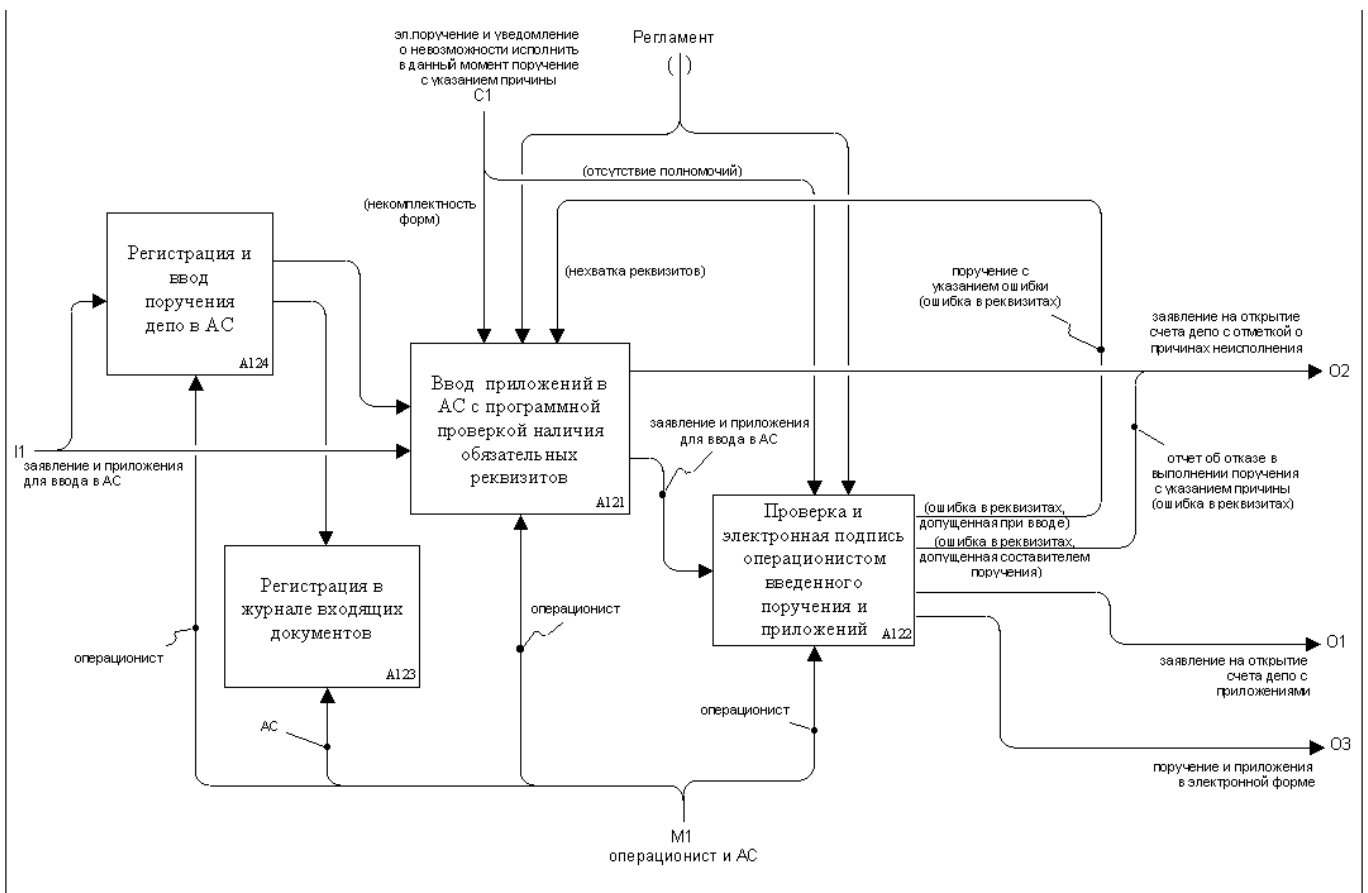 эл.поручение и уведомление
о невозможности исполнить
в данный момент поручение
с указанием причины
C1
Регламент
( )
(отсутствие полномочий)
(некомплектность
форм)
Регистрация и
ввод
поручения
депо в АС
A124
(нехватка реквизитов)
поручение с
указанием ошибки
(ошибка в реквизитах)
заявление на открытие
счета депо с отметкой о
причинах неисполнения
O2
Ввод приложений в
АС с программной
проверкой наличия
обязательных
реквизитов
A121
заявление и приложения
для ввода в АС
I1
заявление и приложения
для ввода в АС
отчет об отказе в
выполнении поручения
с указанием причины
(ошибка в реквизитах)
Проверка и
электронная подпись
операционистом
введенного
поручения и
приложений
A122
(ошибка в реквизитах,
допущенная при вводе)
(ошибка в реквизитах,
допущенная составителем
поручения)
Регистрация в
журнале входящих
документов
A123
операционист
операционист
O1
заявление на открытие
счета депо с
приложениями
операционист
АС
O3
поручение и приложения
в электронной форме
M1
операционист и АС